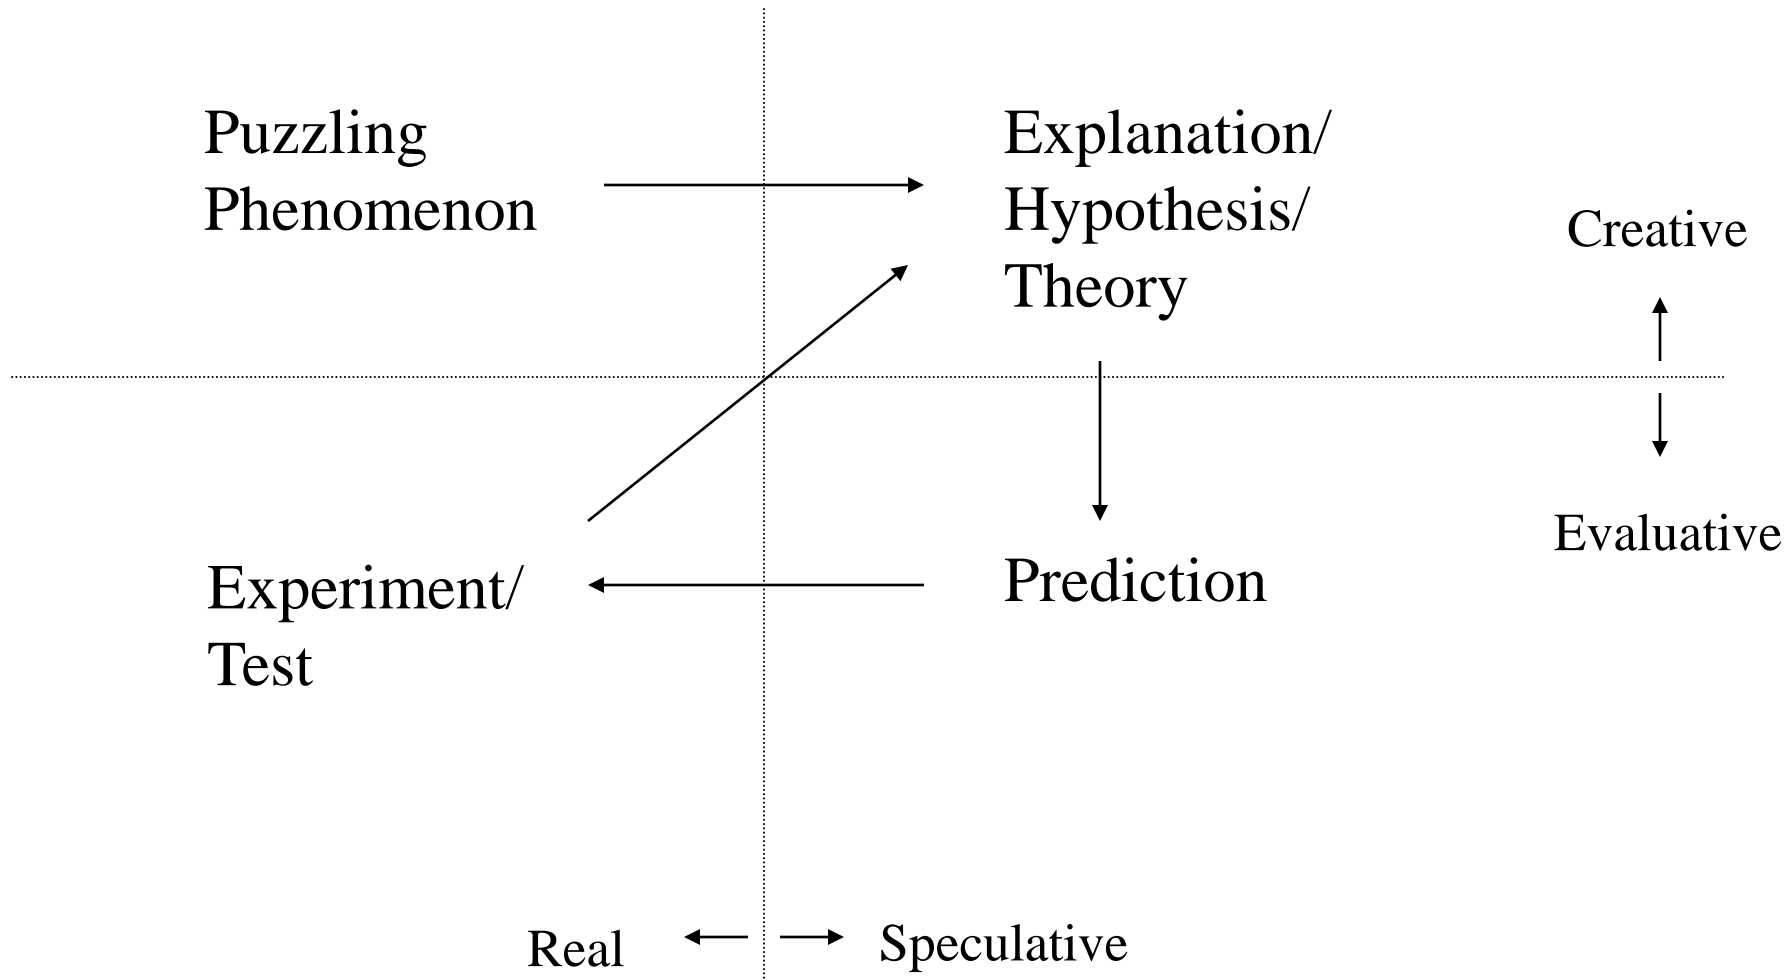 Puzzling
Phenomenon
Explanation/
Hypothesis/
Theory
Creative
Evaluative
Experiment/
Test
Prediction
Real
Speculative